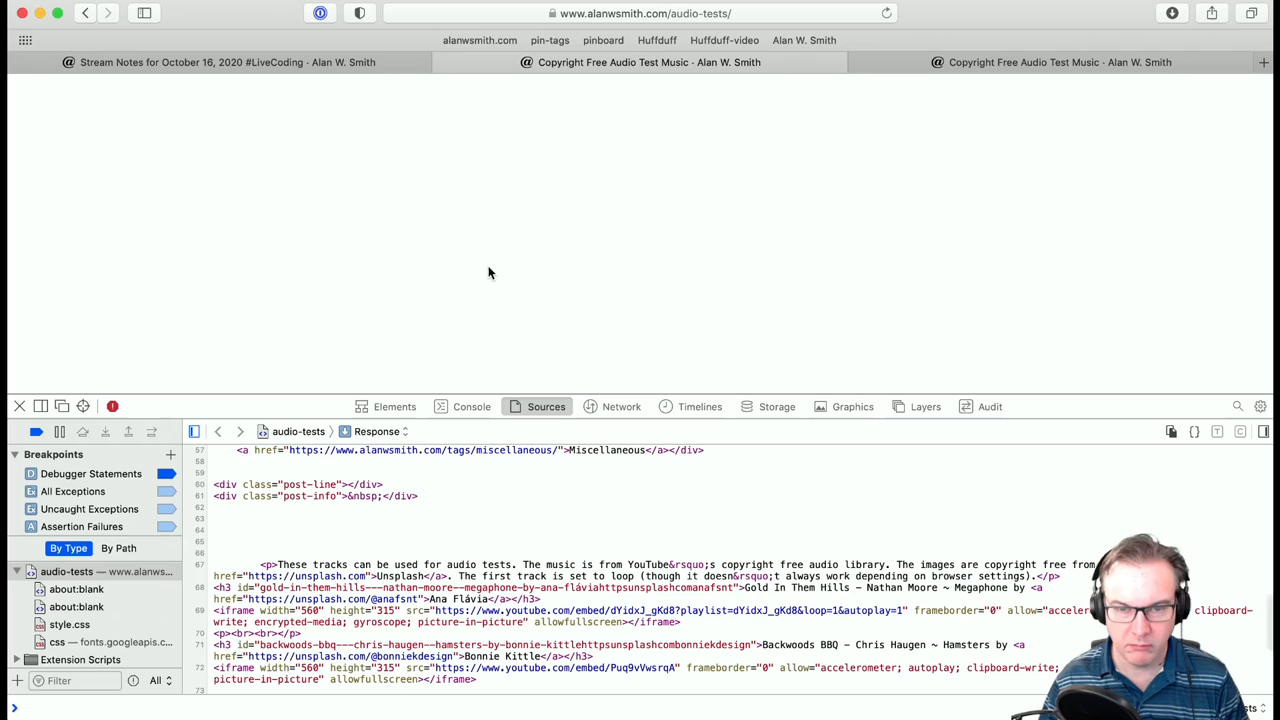 www.alanwsmith.com/audio-tests/
alanwsmith.com pin-tags pinboard Huffduff Huffduff-video Alan W. Smith
@ Stream Notes for October 16, 2020 #LiveCoding · Alan W. Smith @ Copyright Free Audio Test Music · Alan W. Smith @ Copyright Free Audio Test Music · Alan W. Smith
Elements Console Sources Network Timelines Storage Graphics Layers Audit
audio-tests Response
Breakpoints
D Debugger Statements
Ex All Exceptions
Ex Uncaught Exceptions
A Assertion Failures
By Type By Path
audio-tests — www.alanws...
about:blank
about:blank
style.css
css — fonts.googleapis.c...
Extension Scripts
Filter All
57 <a href="https://www.alanwsmith.com/tags/miscellaneous/">Miscellaneous</a></div>
58
59
60 <div class="post-line"></div>
61 <div class="post-info">&nbsp;</div>
62
63
64
65
66
67 <p>These tracks can be used for audio tests. The music is from YouTube&rsquo;s copyright free audio library. The images are copyright free from
href="https://unsplash.com">Unsplash</a>. The first track is set to loop (though it doesn&rsquo;t always work depending on browser settings).</p>
68 <h3 id="gold-in-them-hills---nathan-moore--megaphone-by-ana-fláviahttpsunsplashcomanafsnt">Gold In Them Hills – Nathan Moore ~ Megaphone by <a
href="https://unsplash.com/@anafsnt">Ana Flávia</a></h3>
69 <iframe width="560" height="315" src="https://www.youtube.com/embed/dYidxJ_gKd8?playlist=dYidxJ_gKd8&loop=1&autoplay=1" frameborder="0" allow="acceler clipboard-
write; encrypted-media; gyroscope; picture-in-picture" allowfullscreen></iframe>
70 <p><br><br></p>
71 <h3 id="backwoods-bbq---chris-haugen--hamsters-by-bonnie-kittlehttpsunsplashcombonniekdesign">Backwoods BBQ – Chris Haugen ~ Hamsters by <a
href="https://unsplash.com/@bonniekdesign">Bonnie Kittle</a></h3>
72 <iframe width="560" height="315" src="https://www.youtube.com/embed/Puq9vVwsrqA" frameborder="0" allow="accelerometer; autoplay; clipboard-write;
picture-in-picture" allowfullscreen></iframe>
73